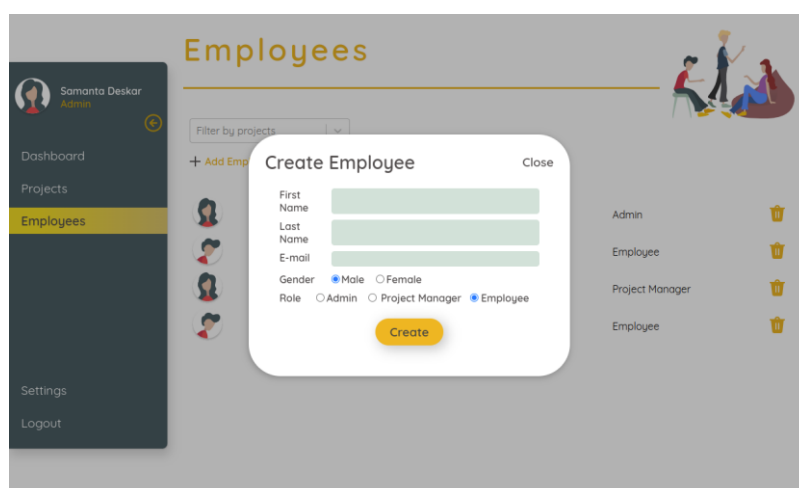 Employees
Samanta Deskar
Admin
Dashboard
Projects
Employees
Settings
Logout
Filter by projects
+ Add Emp
Create Employee
Close
First
Name
Last
Name
E-mail
Gender Male Female
Role Admin Project Manager Employee
Create
Admin
Employee
Project Manager
Employee